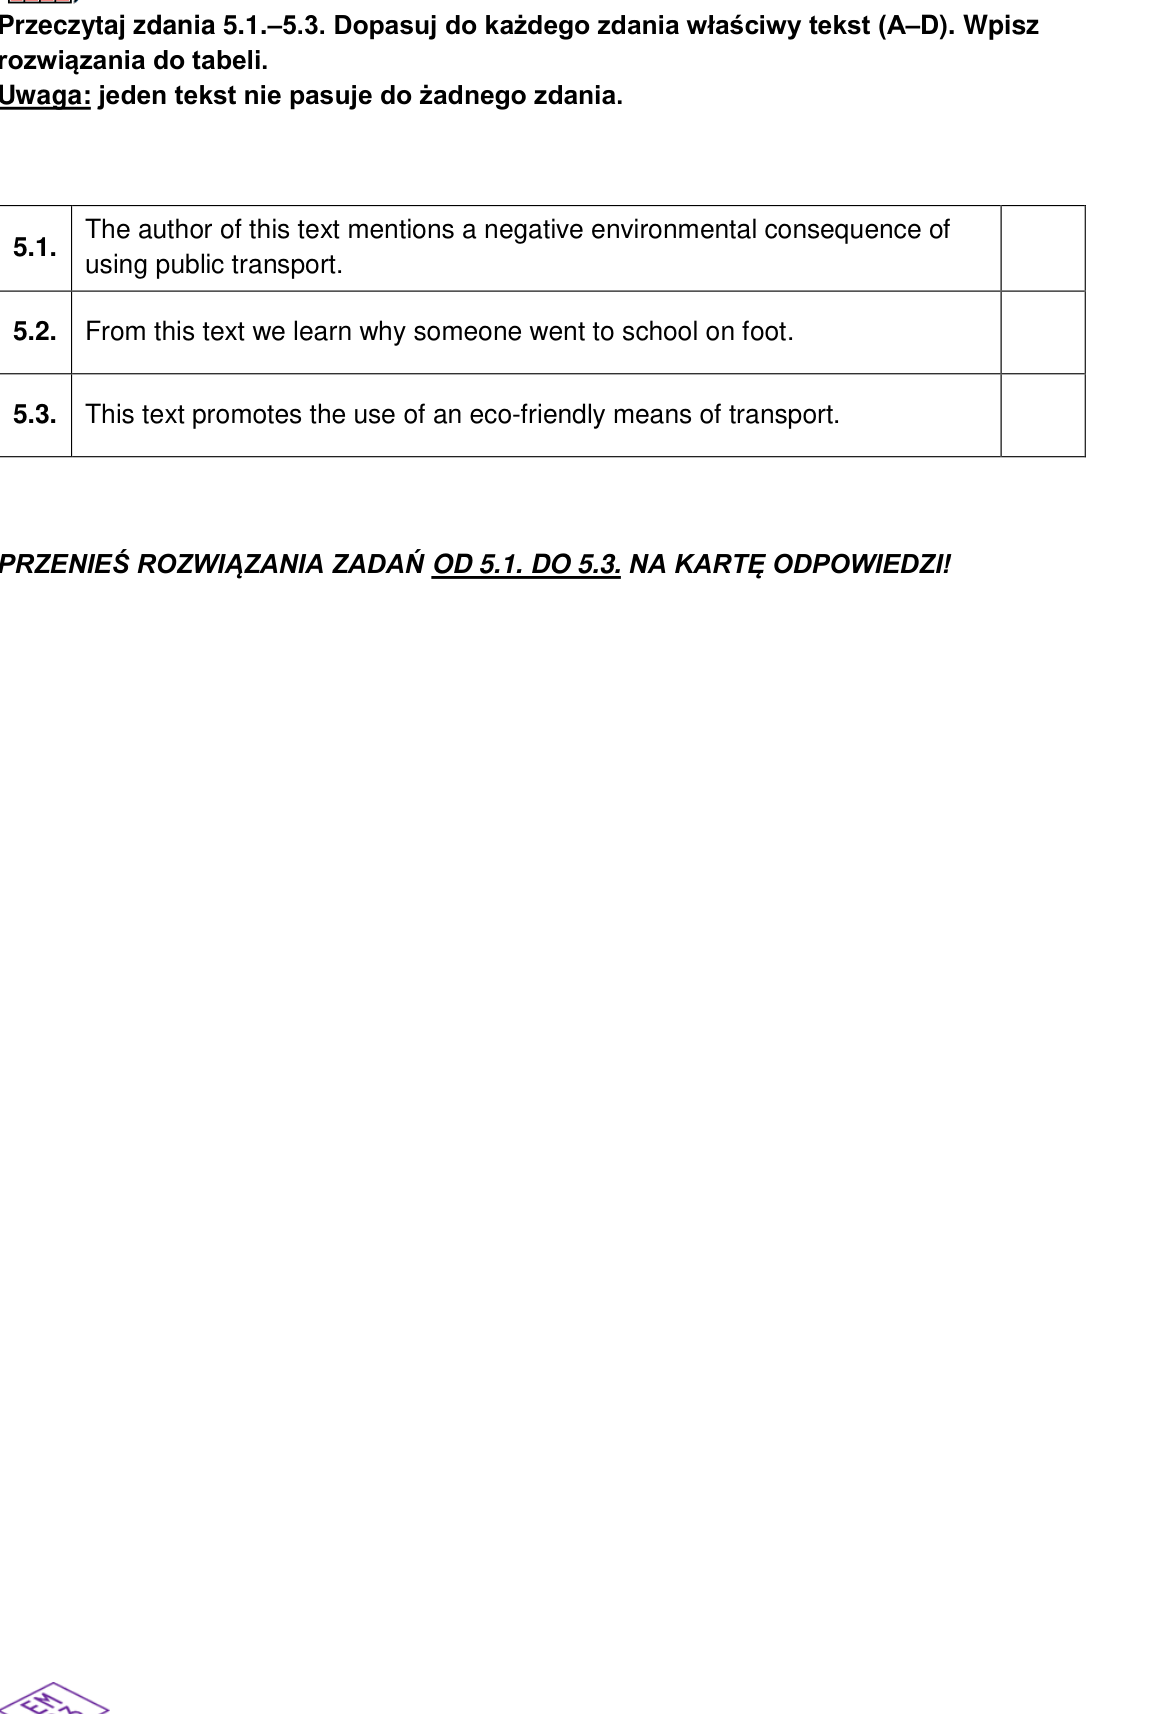 Przeczytaj zdania 5.1.–5.3. Dopasuj do każdego zdania właściwy tekst (A–D). Wpisz
rozwiązania do tabeli.
Uwaga: jeden tekst nie pasuje do żadnego zdania.
5.1. The author of this text mentions a negative environmental consequence of
using public transport.
5.2. From this text we learn why someone went to school on foot.
5.3. This text promotes the use of an eco-friendly means of transport.
PRZENIEŚ ROZWIĄZANIA ZADAŃ OD 5.1. DO 5.3. NA KARTĘ ODPOWIEDZI!